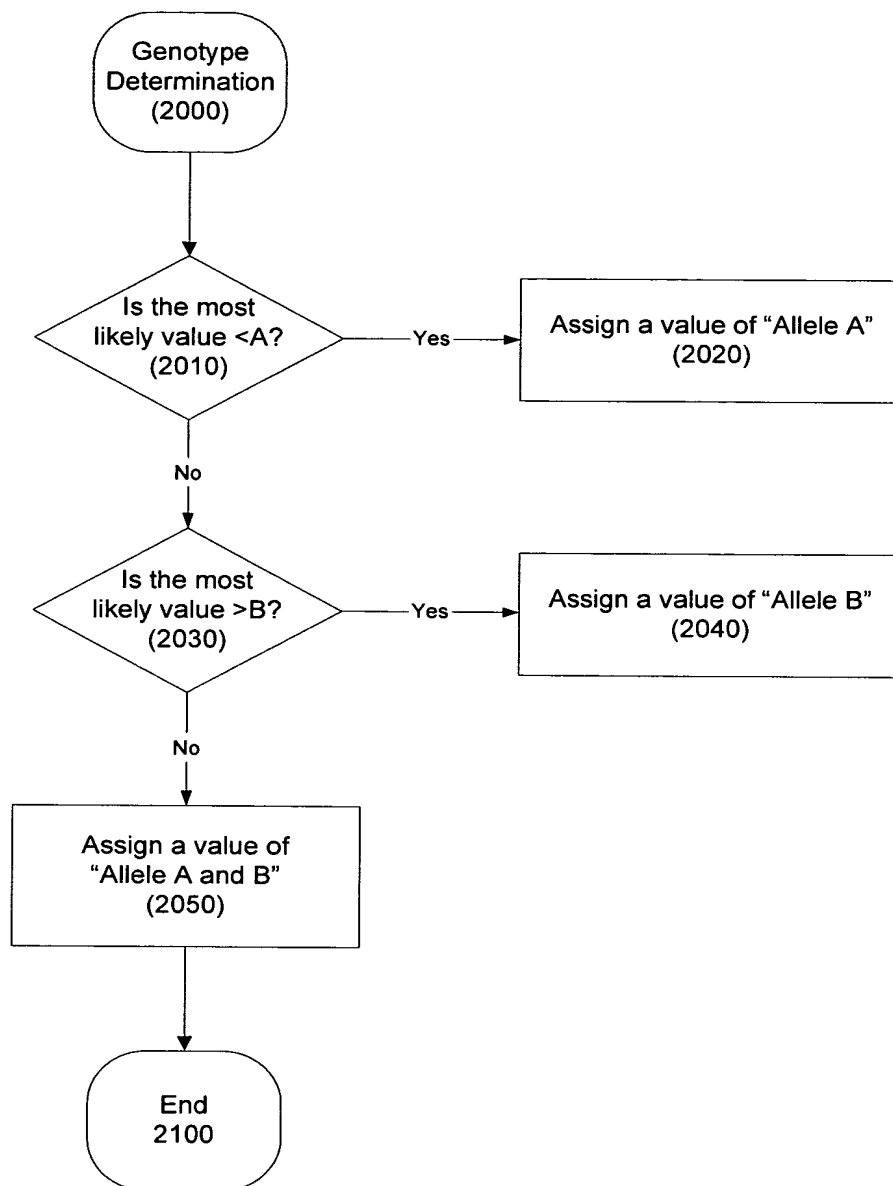 Genotype
Determination
(2000)
Is the most
likely value <A?
(2010)
Yes
Assign a value of “Allele A”
(2020)
No
Is the most
likely value >B?
(2030)
Yes
Assign a value of “Allele B”
(2040)
No
Assign a value of
“Allele A and B”
(2050)
End
2100